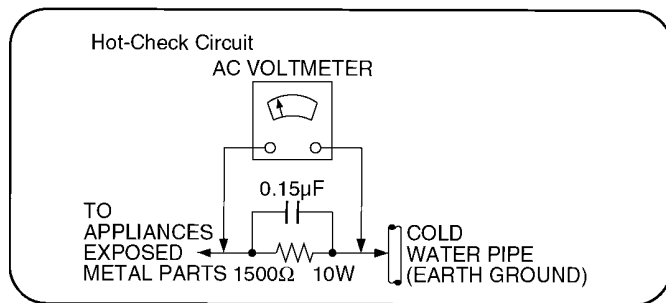 Hot-Check Circuit
AC VOLTMETER
0.15µF
TO
APPLIANCES
EXPOSED
METAL PARTS
1500Ω
10W
COLD
WATER PIPE
(EARTH GROUND)